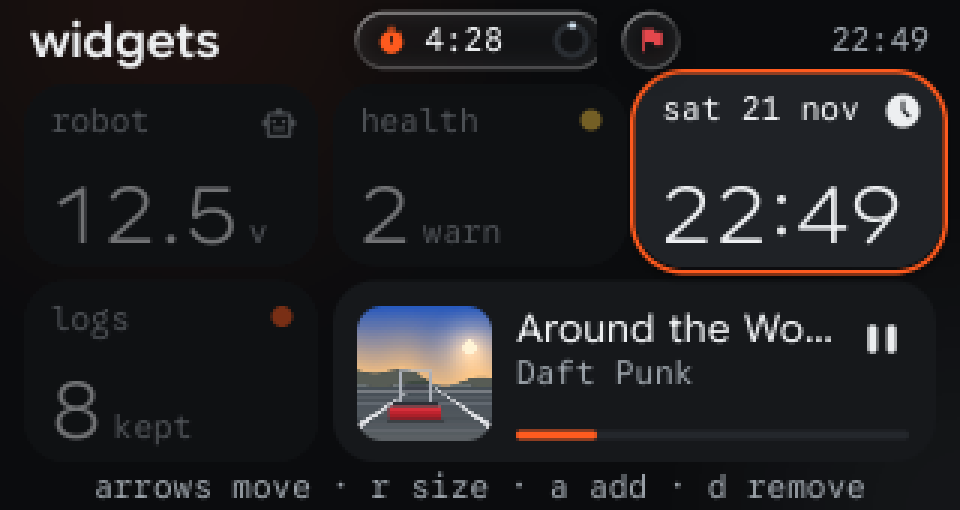 widgets 4:28 22:49
robot health sat 21 nov
12.5 v 2 warn 22:49
logs Around the Wo...
Daft Punk
8 kept
arrows move · r size · a add · d remove